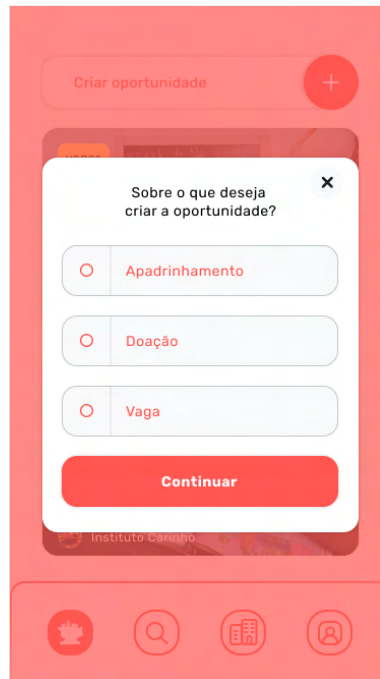 Criar oportunidade
Sobre o que deseja
criar a oportunidade?
Apadrinhamento
Doação
Vaga
Continuar
Instituto Carinho